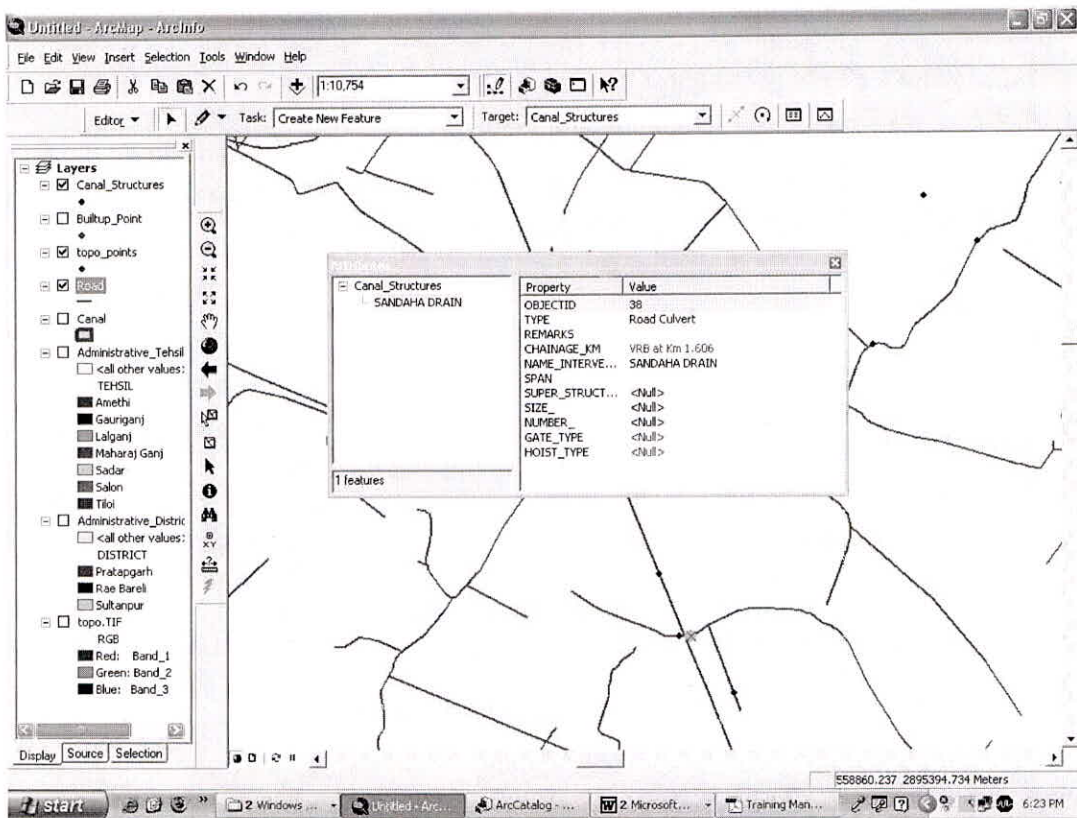 Untitled - ArcMap - ArcInfo
File Edit View Insert Selection Tools Window Help
1:10,754
Editor Task: Create New Feature Target: Canal_Structures
Layers
Canal_Structures
Builtup_Point
topo_points
Road
Canal
Administrative_Tehsil
<all other values>
TEHSIL
Amethi
Gauriganj
Lalganj
Maharaj Ganj
Sadar
Salon
Tiloi
Administrative_Distric
<all other values>
DISTRICT
Pratapgarh
Rae Bareli
Sultanpur
topo.TIF
RGB
Red: Band_1
Green: Band_2
Blue: Band_3
Display Source Selection
XY
Attributes
Canal_Structures
SANDAHA DRAIN
1 features
Property Value
OBJECTID 38
TYPE Road Culvert
REMARKS
CHAINAGE_KM VRB at Km 1.606
NAME_INTERVE... SANDAHA DRAIN
SPAN
SUPER_STRUCT... <Null>
SIZE_ <Null>
NUMBER_ <Null>
GATE_TYPE <Null>
HOIST_TYPE <Null>
558860.237 2895394.734 Meters
start 2 Windows ... Untitled - Arc... ArcCatalog - ... 2 Microsoft... Training Man... 6:23 PM